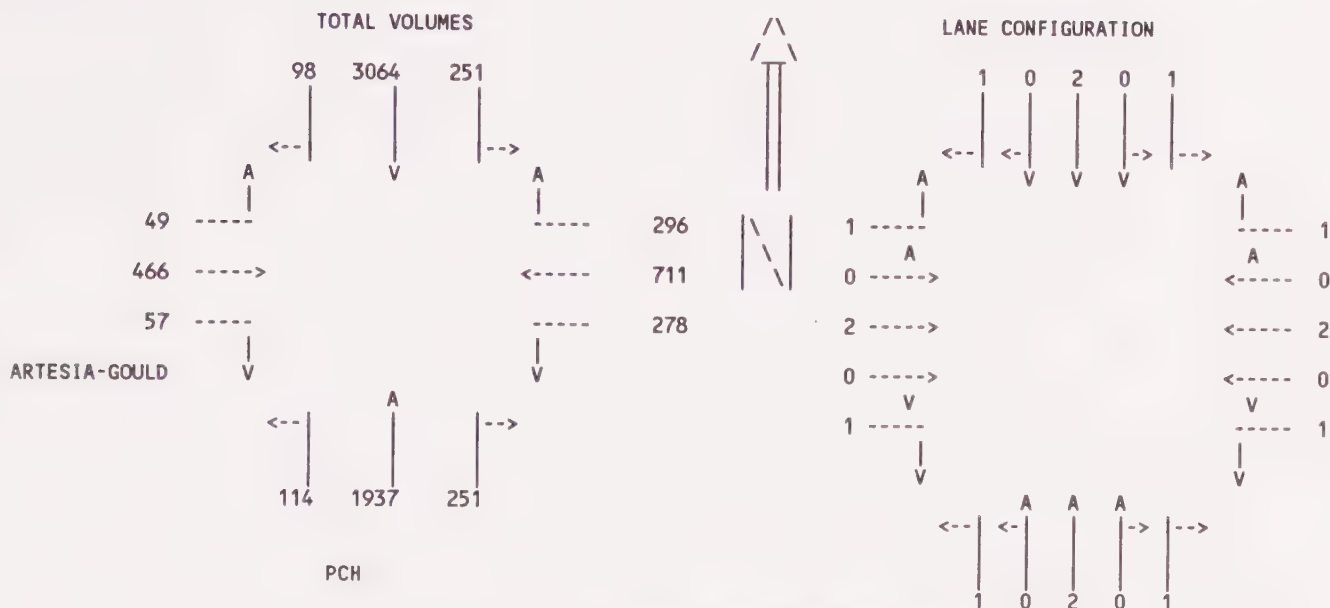 TOTAL VOLUMES
LANE CONFIGURATION
98 3064 251
1 0 2 0 1
<-- -->
<-- <-- --> -->
A V A
A V V V A
49 ----- ----- 296
N
1 ----- ----- 1
A A
466 -----> <----- 711
0 -----> <----- 0
57 ----- ----- 278
2 -----> <----- 2
ARTESIA-GOULD V V
0 -----> <----- 0
A
V V
<-- -->
1 ----- ----- 1
V V
114 1937 251
A A A
<-- <-- --> -->
PCH
1 0 2 0 1